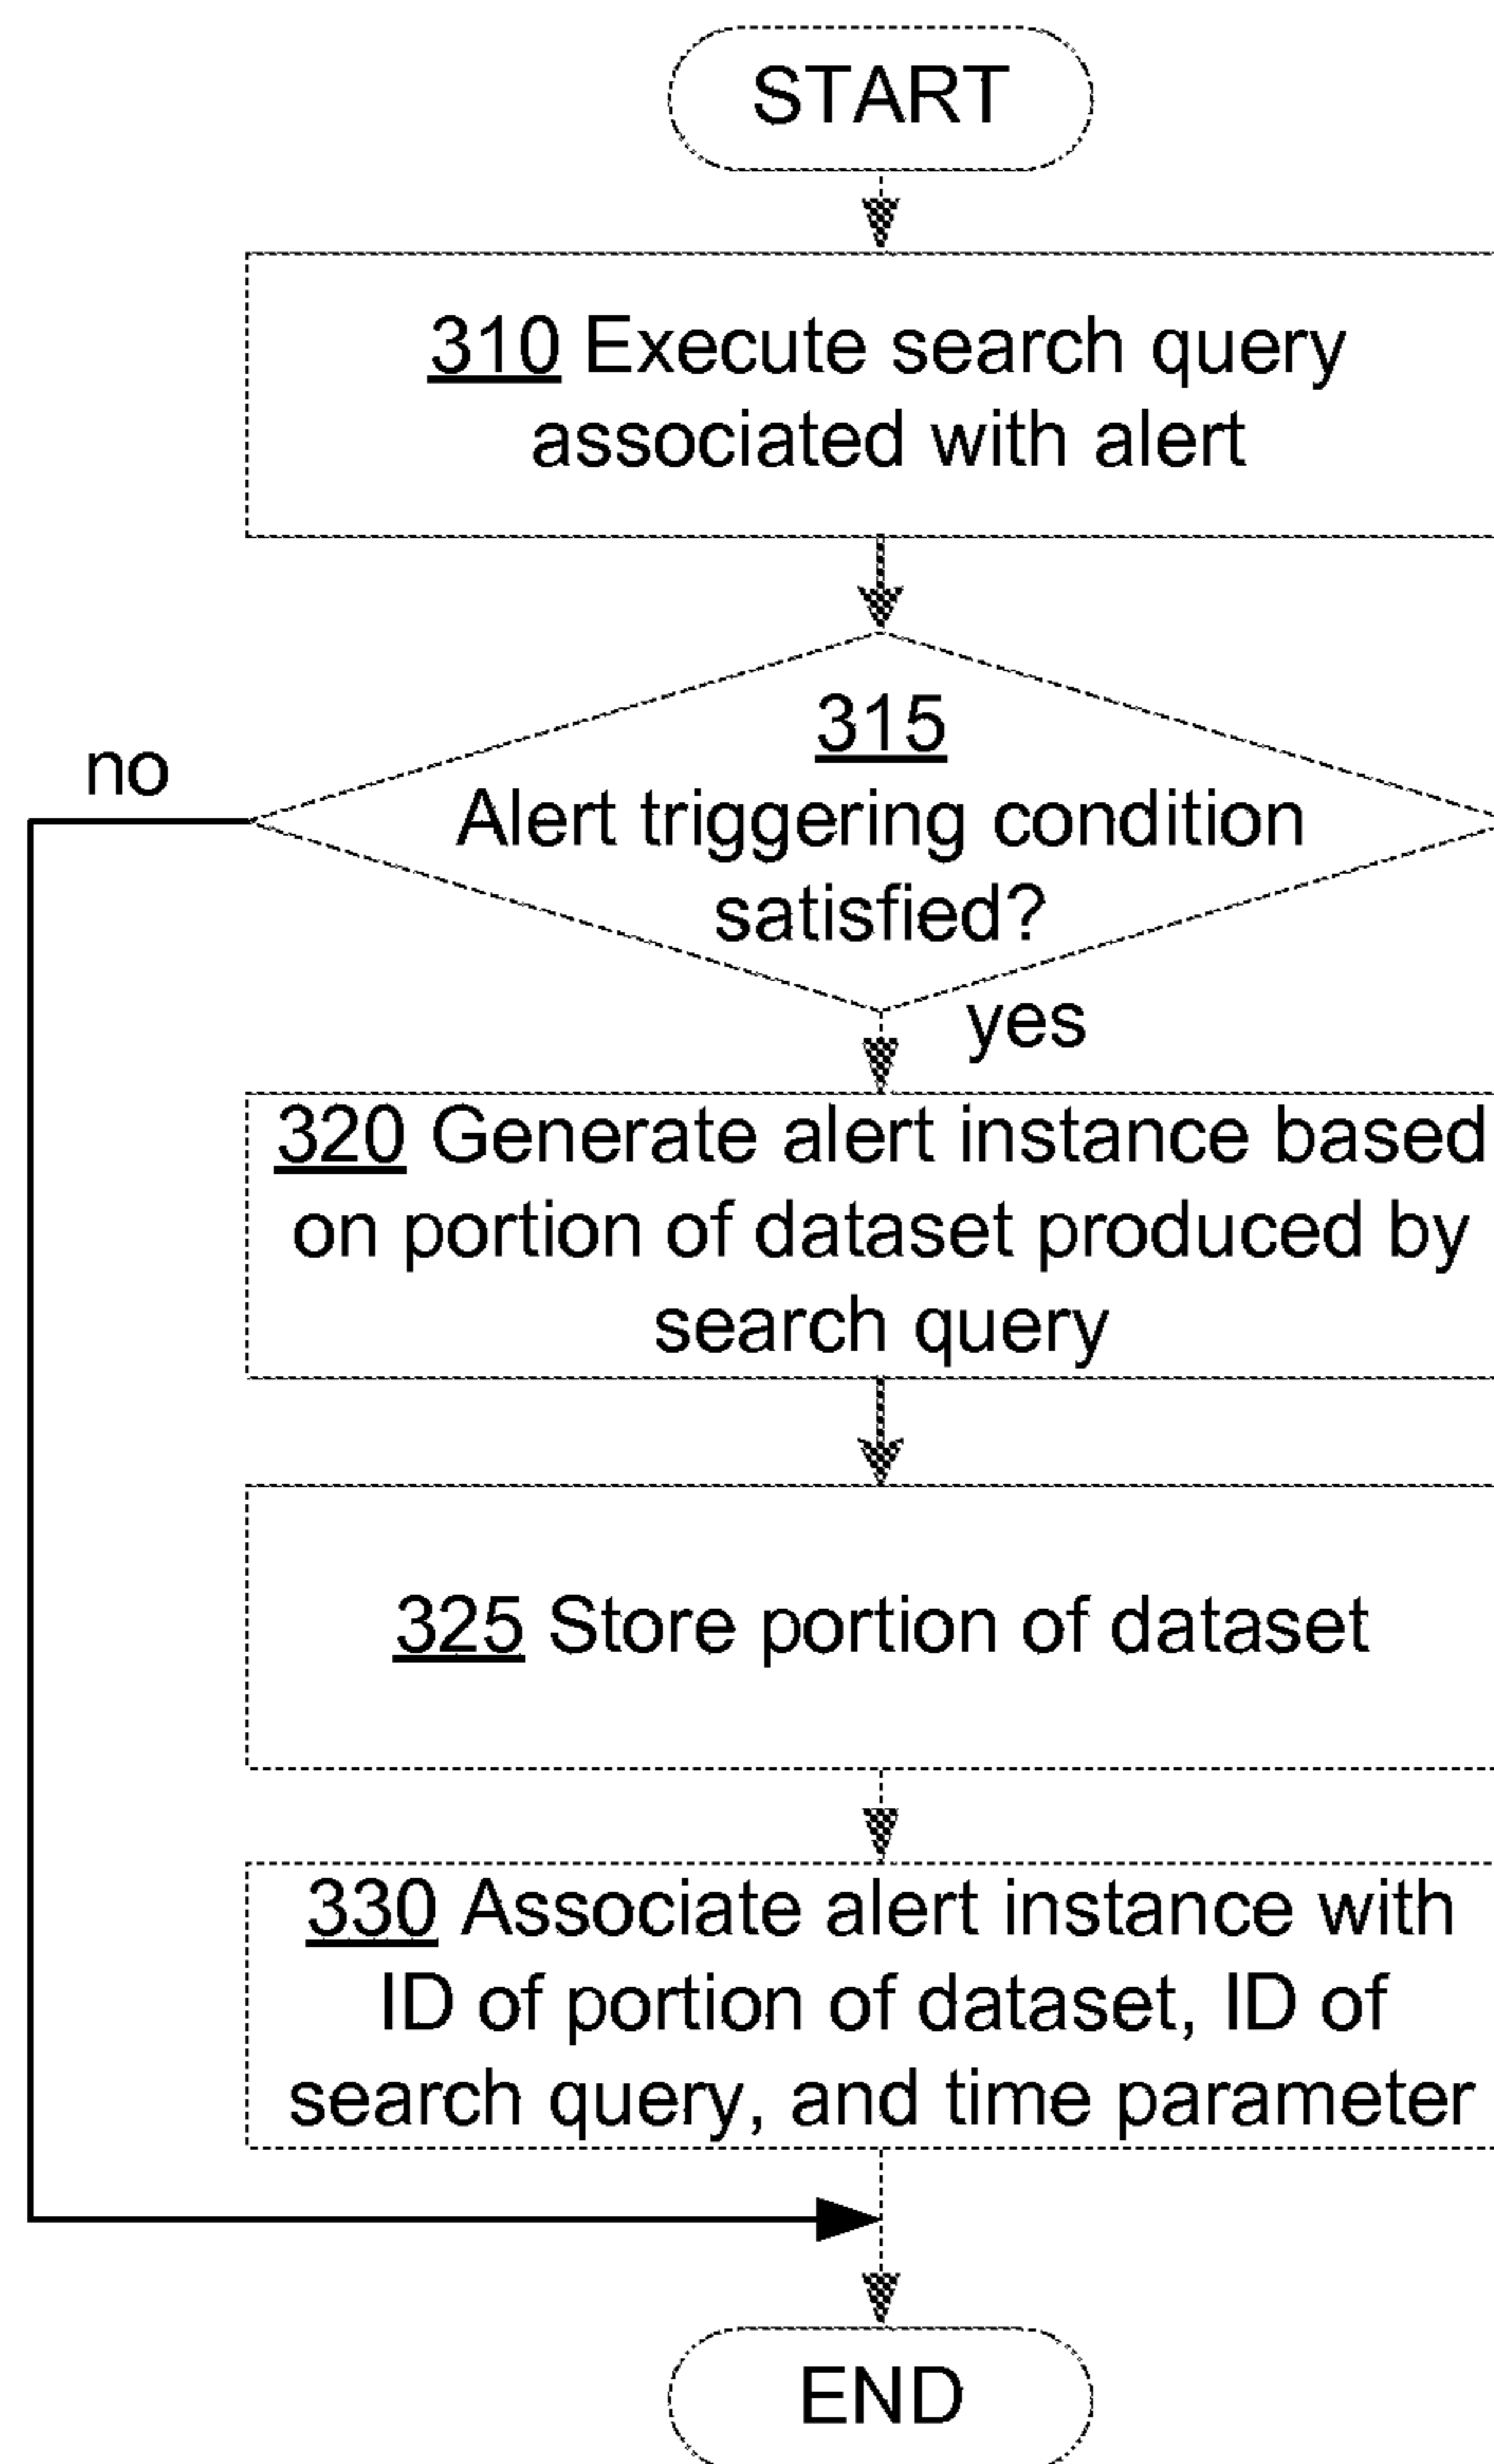 START
310 Execute search query
associated with alert
315
no
Alert triggering condition
satisfied?
yes
320 Generate alert instance based
on portion of dataset produced by
search query
325 Store portion of dataset
330 Associate alert instance with
ID of portion of dataset, ID of
search query, and time parameter
END